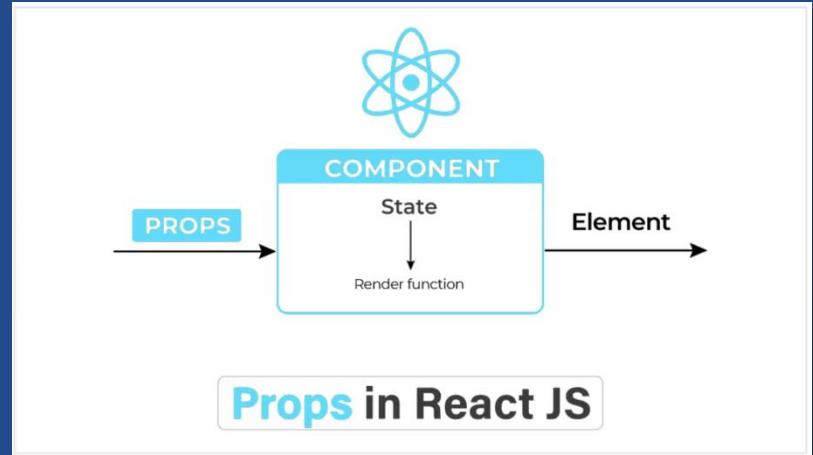 COMPONENT
State
PROPS
Element
Render function
Props in React JS